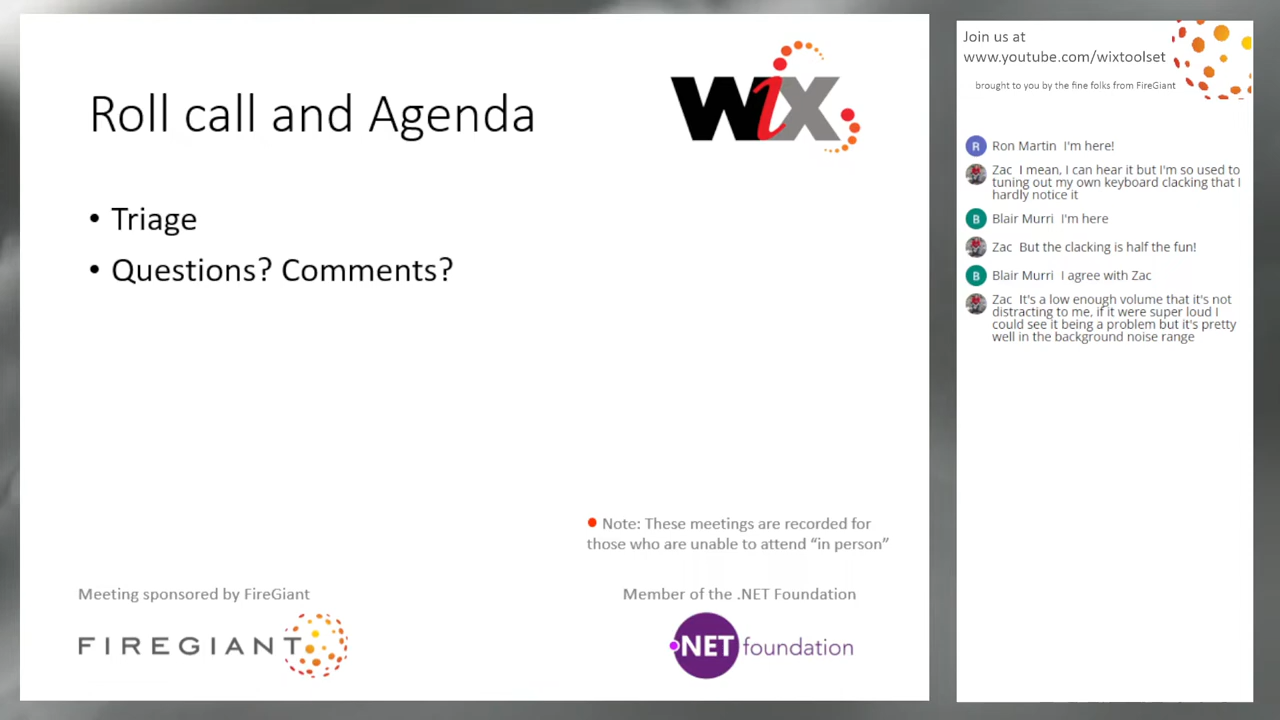 Roll call and Agenda
WiX
• Triage
• Questions? Comments?
Note: These meetings are recorded for
those who are unable to attend “in person”
Meeting sponsored by FireGiant
FIREGIANT
Member of the .NET Foundation
.NET foundation
Join us at
www.youtube.com/wixtoolset
brought to you by the fine folks from FireGiant
R Ron Martin I'm here!
Zac I mean, I can hear it but I'm so used to
tuning out my own keyboard clacking that I
hardly notice it
B Blair Murri I'm here
Zac But the clacking is half the fun!
B Blair Murri I agree with Zac
Zac It's a low enough volume that it's not
distracting to me, if it were super loud I
could see it being a problem but it's pretty
well in the background noise range